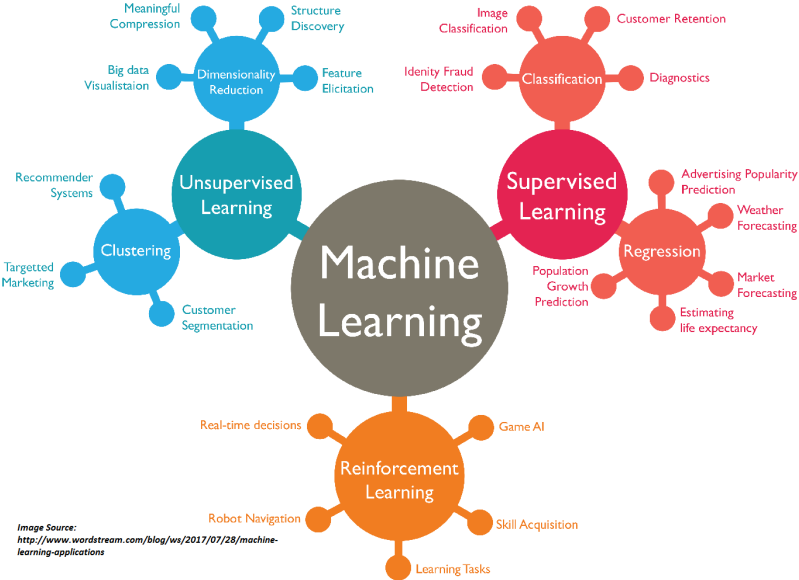 Meaningful
Compression
Structure
Discovery
Big data
Visualistaion
Dimensionality
Reduction
Feature
Elicitation
Image
Classification
Customer Retention
Idenity Fraud
Detection
Classification
Diagnostics
Unsupervised
Learning
Supervised
Learning
Recommender
Systems
Clustering
Targetted
Marketing
Customer
Segmentation
Advertising Popularity
Prediction
Weather
Forecasting
Regression
Population
Growth
Prediction
Market
Forecasting
Estimating
life expectancy
Machine
Learning
Real-time decisions
Game AI
Reinforcement
Learning
Robot Navigation
Skill Acquisition
Learning Tasks
Image Source:
http://www.wordstream.com/blog/ws/2017/07/28/machine-
learning-applications